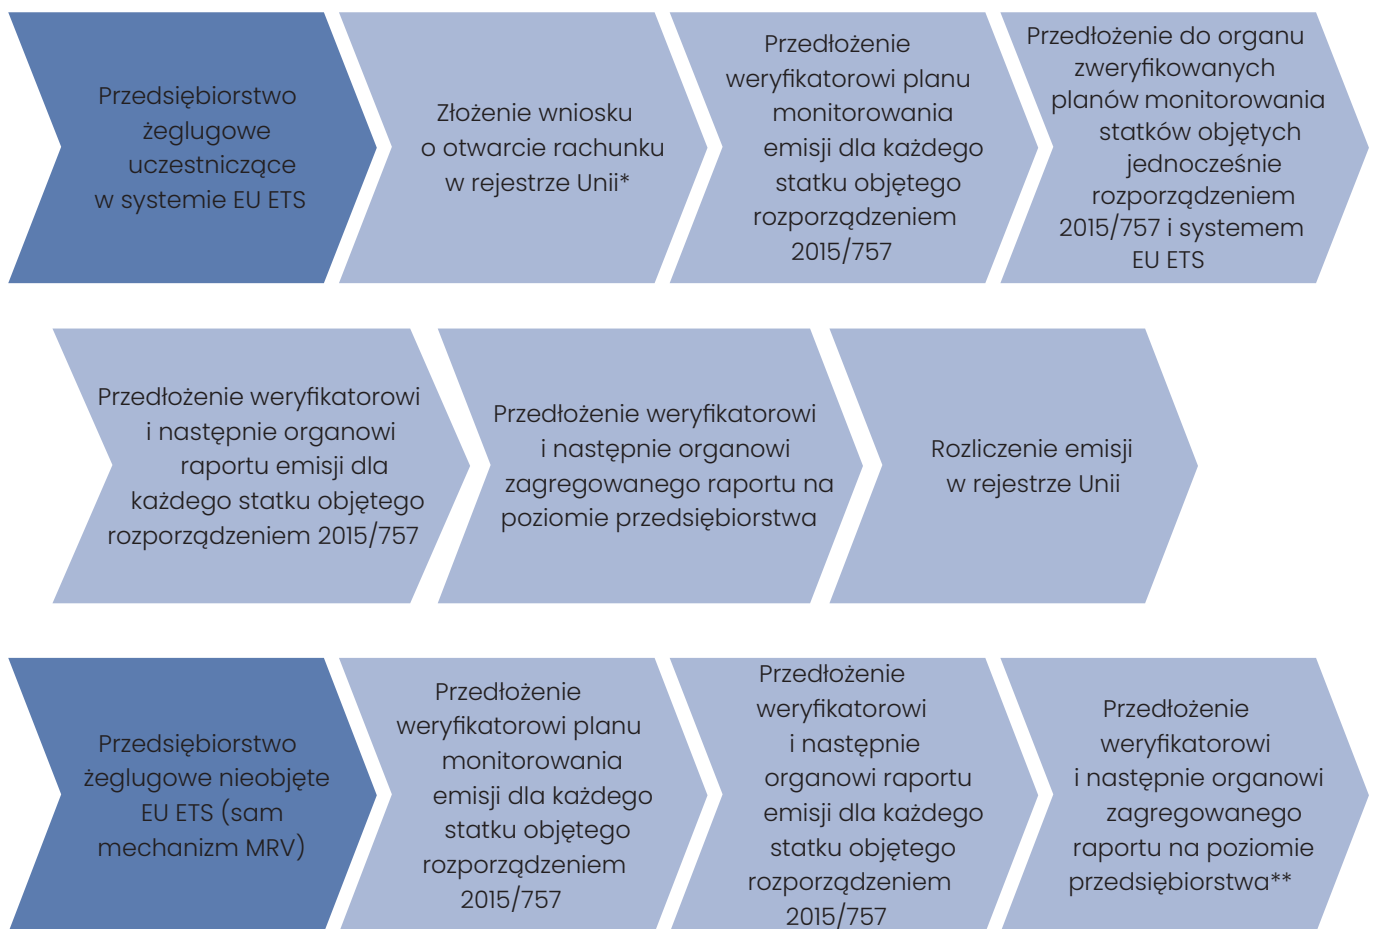 Przedsiębiorstwo
żeglugowe
uczestniczące
w systemie EU ETS
Złożenie wniosku
o otwarcie rachunku
w rejestrze Unii*
Przedłożenie
weryfikatorowi planu
monitorowania
emisji dla każdego
statku objętego
rozporządzeniem
2015/757
Przedłożenie do organu
zweryfikowanych
planów monitorowania
statków objętych
jednocześnie
rozporządzeniem
2015/757 i systemem
EU ETS
Przedłożenie weryfikatorowi
i następnie organowi
raportu emisji dla
każdego statku objętego
rozporządzeniem 2015/757
Przedłożenie weryfikatorowi
i następnie organowi
zagregowanego raportu na
poziomie przedsiębiorstwa
Rozliczenie emisji
w rejestrze Unii
Przedsiębiorstwo
żeglugowe nieobjęte
EU ETS (sam
mechanizm MRV)
Przedłożenie
weryfikatorowi planu
monitorowania
emisji dla każdego
statku objętego
rozporządzeniem
2015/757
Przedłożenie
weryfikatorowi
i następnie
organowi raportu
emisji dla każdego
statku objętego
rozporządzeniem
2015/757
Przedłożenie
weryfikatorowi
i następnie organowi
zagregowanego
raportu na poziomie
przedsiębiorstwa**